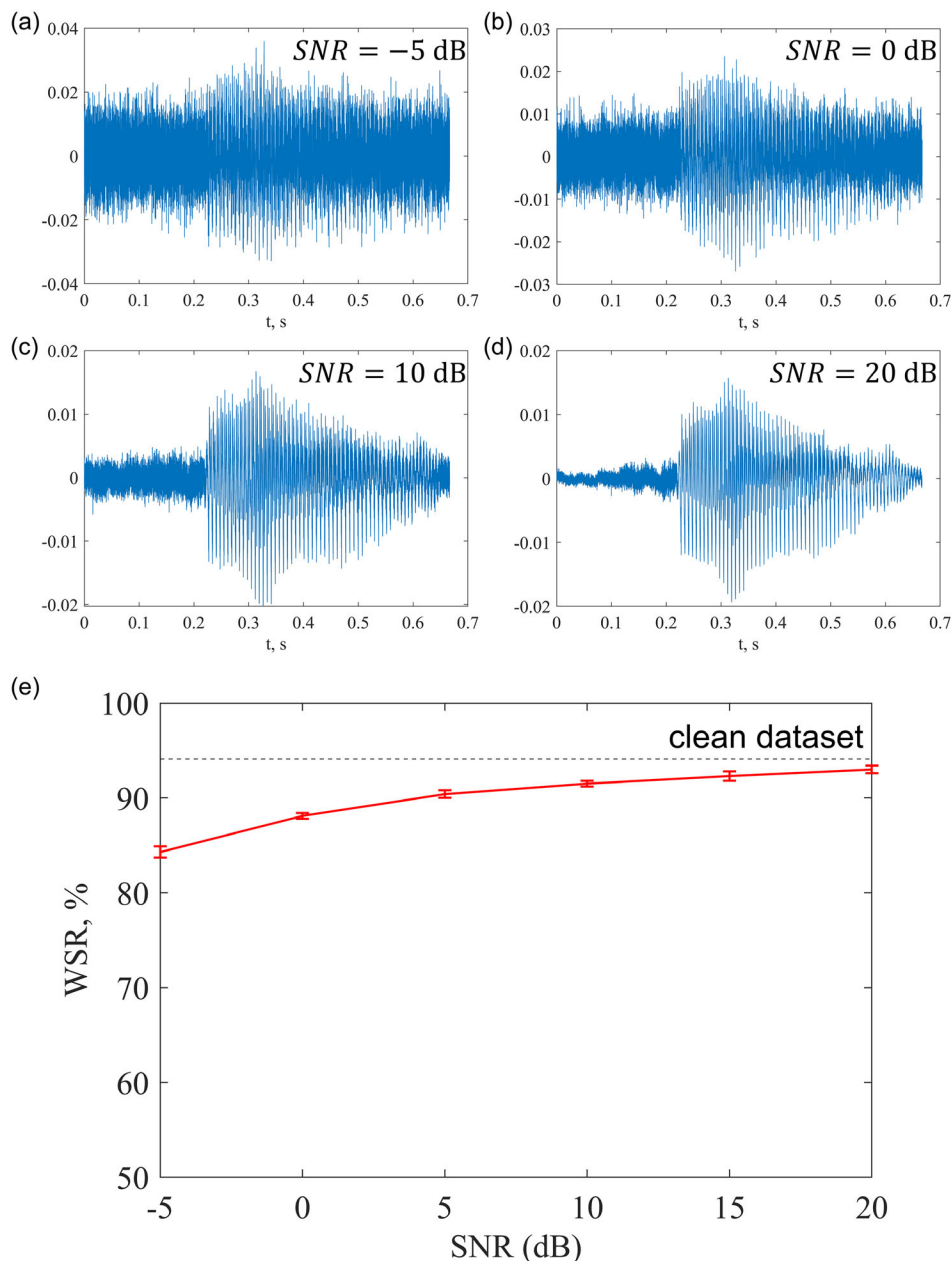 (a)
SNR = −5 dB
0.04
0.02
0
-0.02
-0.04
0 0.1 0.2 0.3 0.4 0.5 0.6 0.7
t, s
(b)
SNR = 0 dB
0.03
0.02
0.01
0
-0.01
-0.02
-0.03
0 0.1 0.2 0.3 0.4 0.5 0.6 0.7
t, s
(c)
SNR = 10 dB
0.02
0.01
0
-0.01
-0.02
0 0.1 0.2 0.3 0.4 0.5 0.6 0.7
t, s
(d)
SNR = 20 dB
0.02
0.01
0
-0.01
-0.02
0 0.1 0.2 0.3 0.4 0.5 0.6 0.7
t, s
(e)
100
90
80
70
60
50
WSR, %
clean dataset
-5 0 5 10 15 20
SNR (dB)